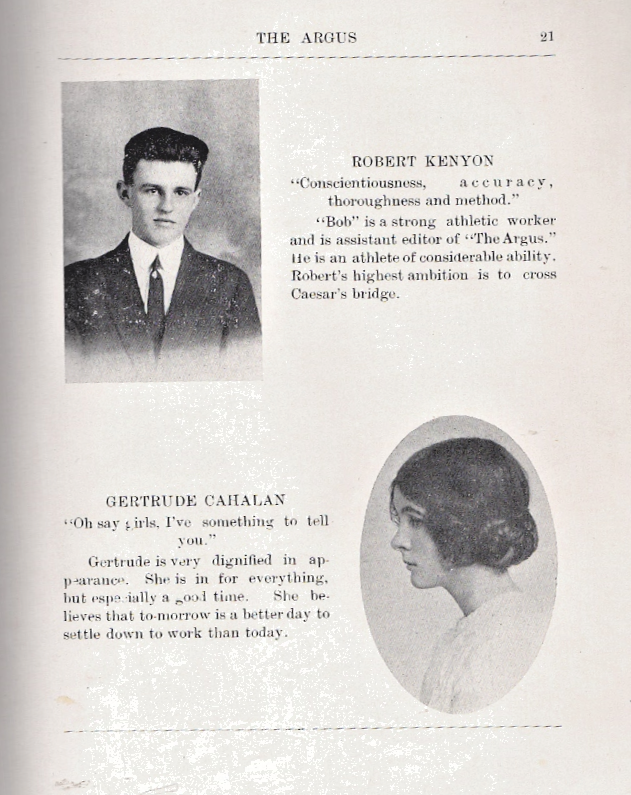 THE ARGUS 21
ROBERT KENYON
“Conscientiousness, accuracy,
thoroughness and method.”
“Bob” is a strong athletic worker
and is assistant editor of “The Argus.”
He is an athlete of considerable ability.
Robert's highest ambition is to cross
Caesar's bridge.
GERTRUDE CAHALAN
“Oh say girls, I've something to tell
you.”
Gertrude is very dignified in ap-
pearance. She is in for everything,
but especially a good time. She be-
lieves that to-morrow is a better day to
settle down to work than today.